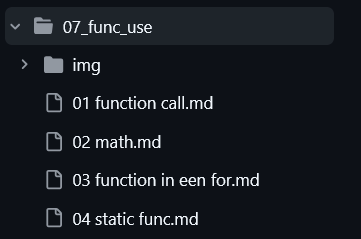 07_func_use
img
01 function call.md
02 math.md
03 function in een for.md
04 static func.md